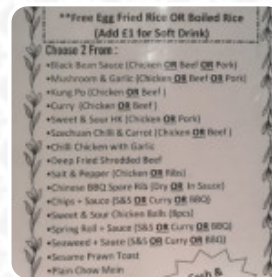 **Free Egg Fried Rice OR Boiled Rice
(Add £1 for Soft Drink)
Choose 2 From :
•Black Bean Sauce (Chicken OR Beef OR Pork)
•Mushroom & Garlic (Chicken OR Beef OR Pork)
•Kung Po (Chicken OR Beef )
•Curry (Chicken OR Beef )
•Sweet & Sour HK (Chicken OR Pork)
•Szechuan Chilli & Carrot (Chicken OR Beef )
•Chilli Chicken with Garlic
•Deep Fried Shredded Beef
•Salt & Pepper (Chicken OR Ribs)
•Chinese BBQ Spare Rib (Dry OR In Sauce)
•Chips + Sauce (S&S OR Curry OR BBQ)
•Sweet & Sour Chicken Balls (8pcs)
•Spring Roll + Sauce (S&S OR Curry OR BBQ)
•Seaweed + Sauce (S&S OR Curry OR BBQ)
•Sesame Prawn Toast
•Plain Chow Mein
Cash &